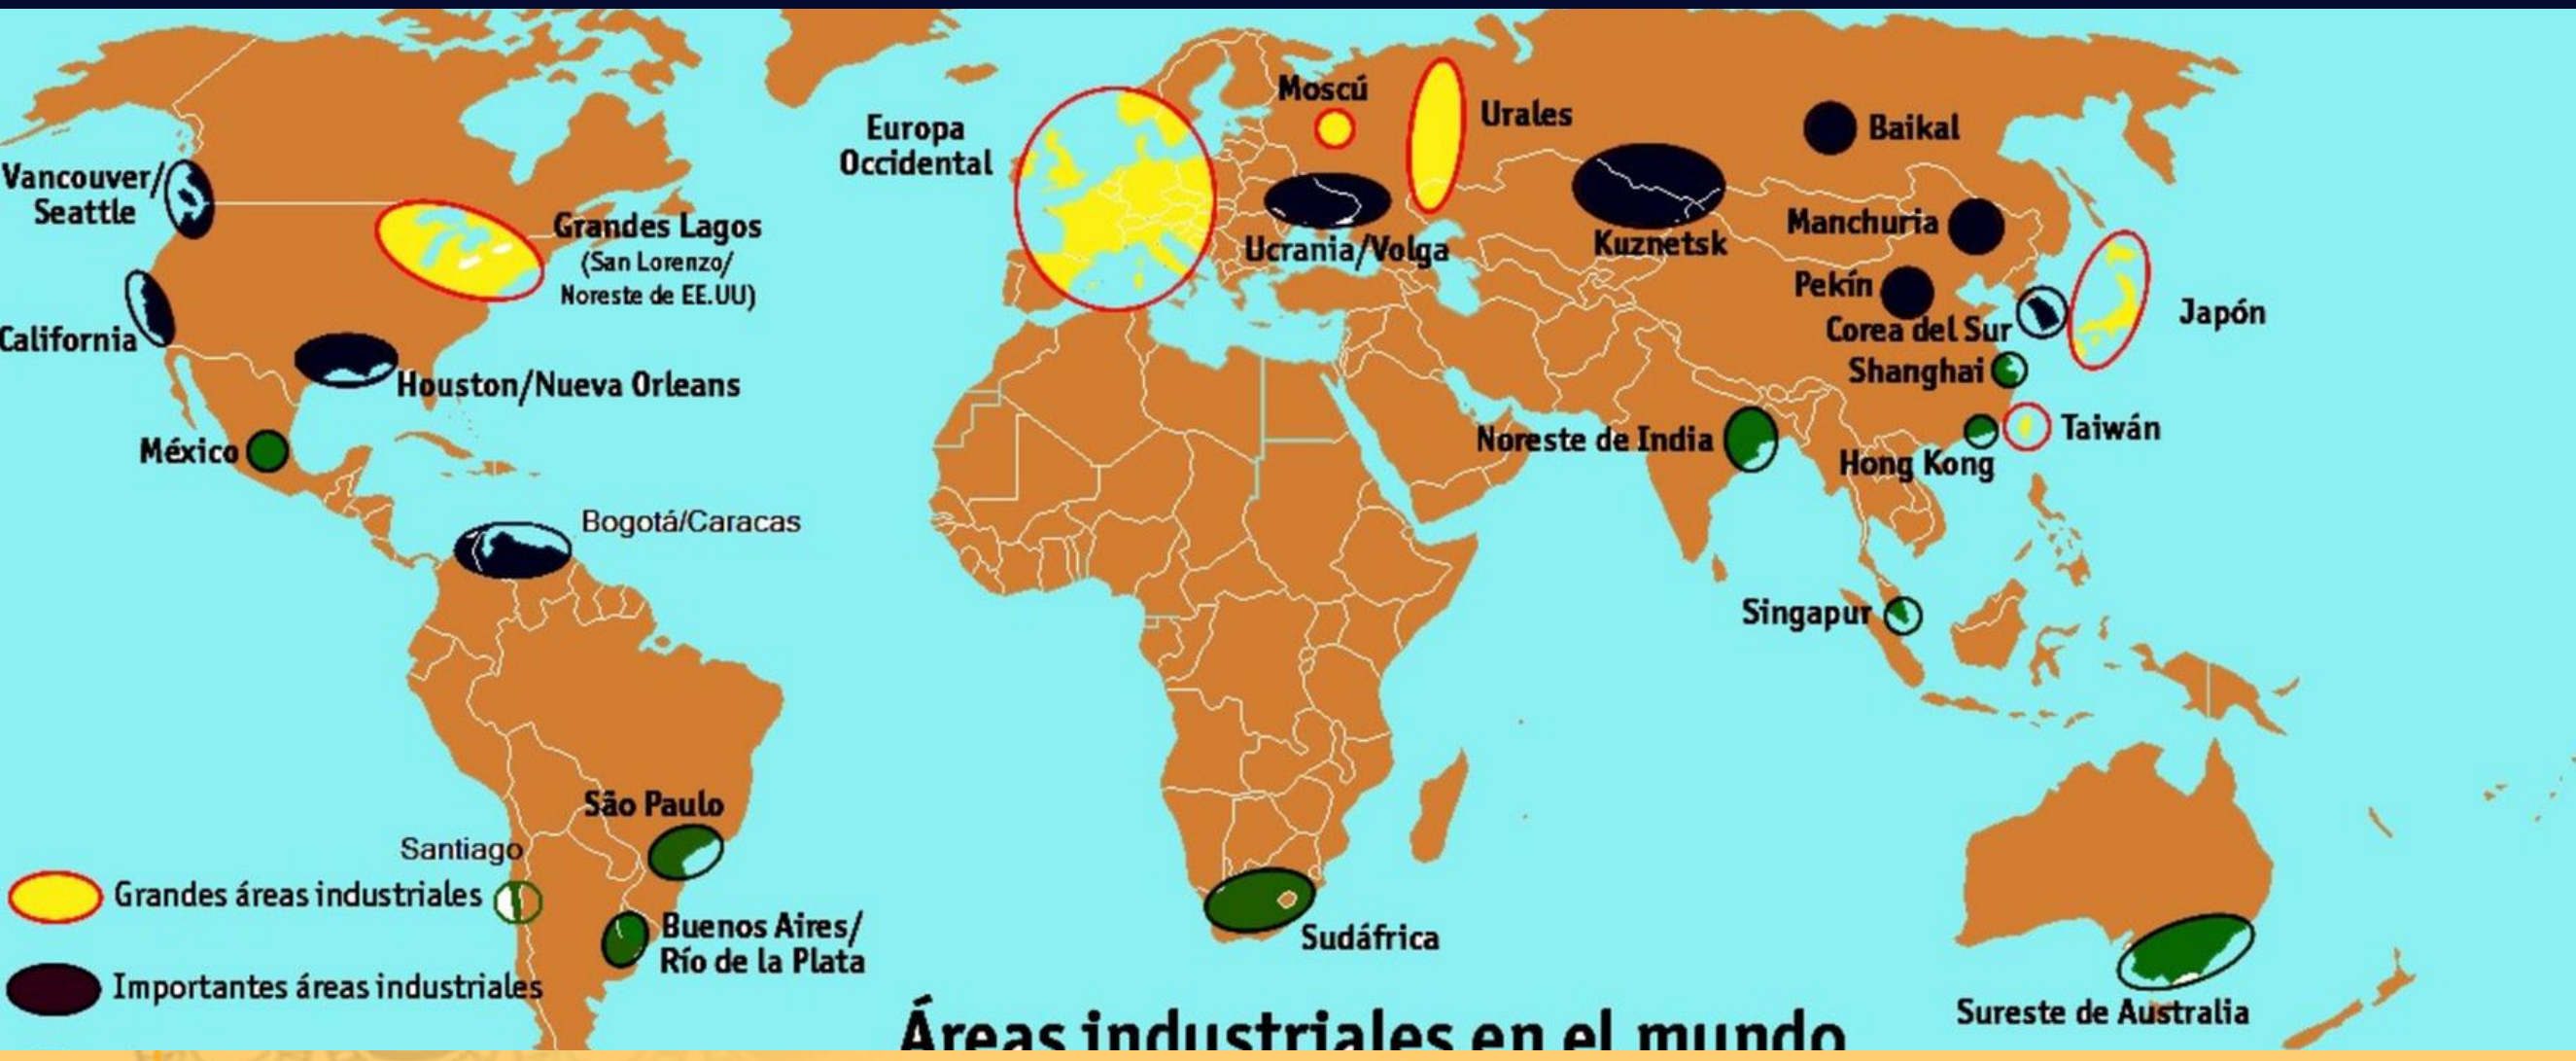 Moscú
Urales
Europa
Occidental
Baikal
Vancouver/
Seattle
Grandes Lagos
(San Lorenzo/
Noreste de EE.UU)
Ucrania/Volga
Kuznetsk
Manchuria
Pekín
Corea del Sur
Japón
California
Houston/Nueva Orleans
Shanghai
México
Noreste de India
Taiwán
Hong Kong
Bogotá/Caracas
Singapur
São Paulo
Santiago
Grandes áreas industriales
Buenos Aires/
Río de la Plata
Sudáfrica
Importantes áreas industriales
Sureste de Australia
Áreas industriales en el mundo